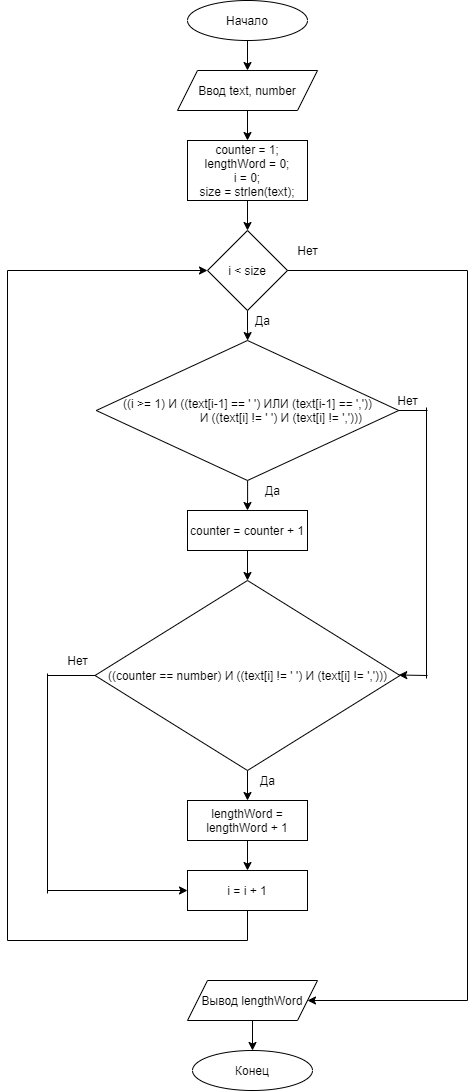 Начало
Ввод text, number
counter = 1;
lengthWord = 0;
i = 0;
size = strlen(text);
Нет
i < size
Да
((i >= 1) И ((text[i-1] == ' ') ИЛИ (text[i-1] == ','))
И ((text[i] != ' ') И (text[i] != ',')))
Нет
Да
counter = counter + 1
Нет
((counter == number) И ((text[i] != ' ') И (text[i] != ',')))
Да
lengthWord =
lengthWord + 1
i = i + 1
Вывод lengthWord
Конец